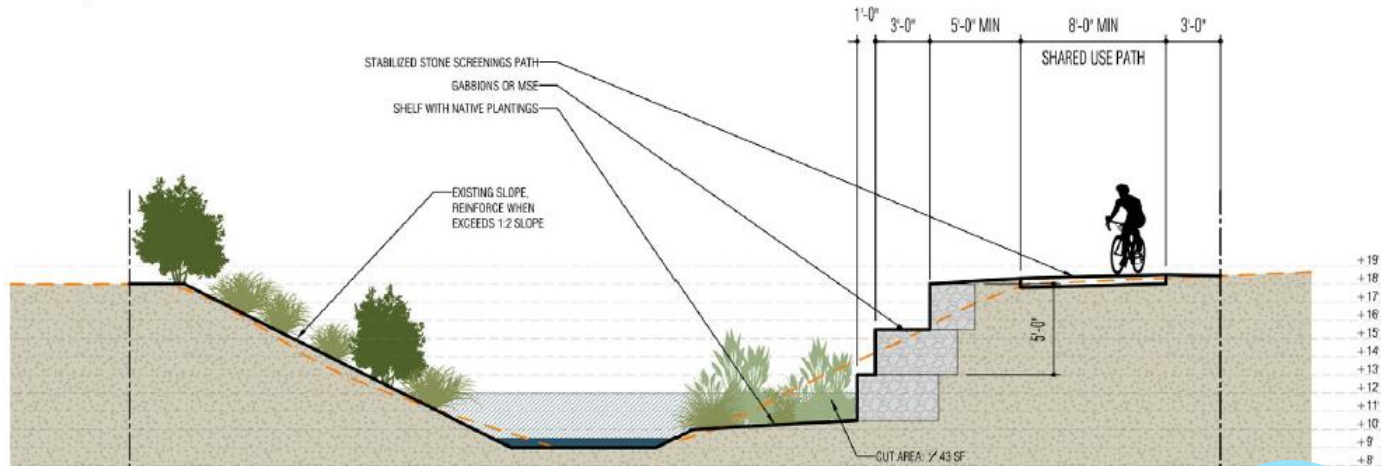 1'-0"
3'-0"
5'-0" MIN
8'-0" MIN
3'-0"
SHARED USE PATH
STABILIZED STONE SCREENINGS PATH
GABBIONS OR MSE
SHELF WITH NATIVE PLANTINGS
EXISTING SLOPE,
REINFORCE WHEN
EXCEEDS 1:2 SLOPE
5'-0"
+19'
+18'
+17'
+16'
+15'
+14'
+13'
+12'
+11'
+10'
+9'
+8'
CUT AREA: 43 SF